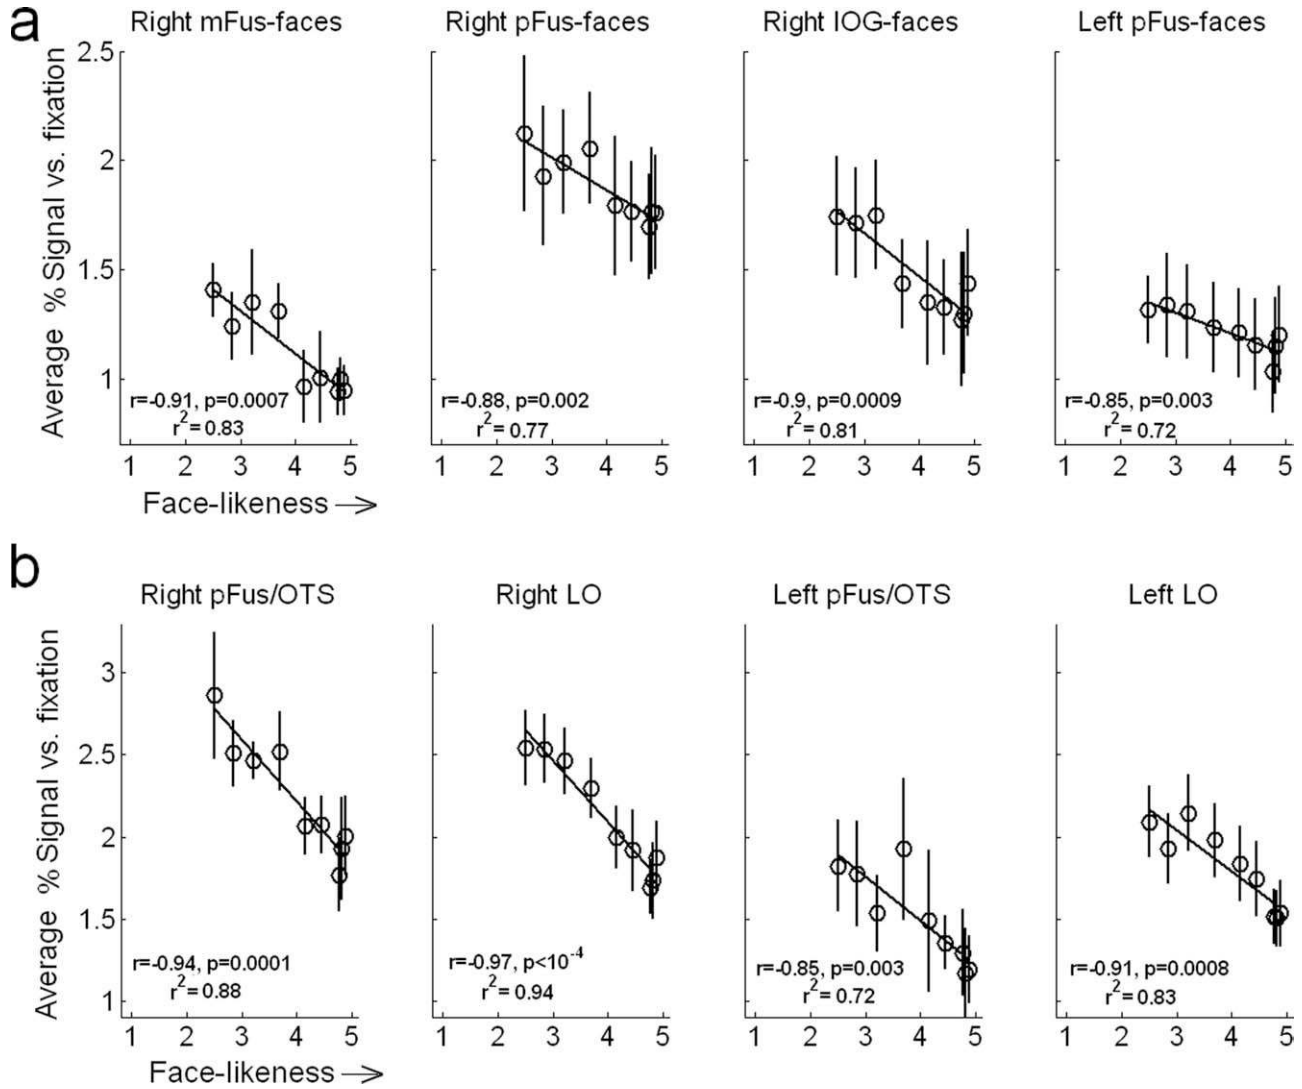 a
Right mFus-faces Right pFus-faces Right IOG-faces Left pFus-faces
Average % Signal vs. fixation
2.5
2
1.5
1
r=-0.91, p=0.0007 r=-0.88, p=0.002 r=-0.9, p=0.0009 r=-0.85, p=0.003
r²=0.83 r²=0.77 r²=0.81 r²=0.72
1 2 3 4 5 1 2 3 4 5 1 2 3 4 5 1 2 3 4 5
Face-likeness →
b
Right pFus/OTS Right LO Left pFus/OTS Left LO
Average % Signal vs. fixation
3
2.5
2
1.5
1
r=-0.94, p=0.0001 r=-0.97, p<10⁻⁴ r=-0.85, p=0.003 r=-0.91, p=0.0008
r²=0.88 r²=0.94 r²=0.72 r²=0.83
1 2 3 4 5 1 2 3 4 5 1 2 3 4 5 1 2 3 4 5
Face-likeness →